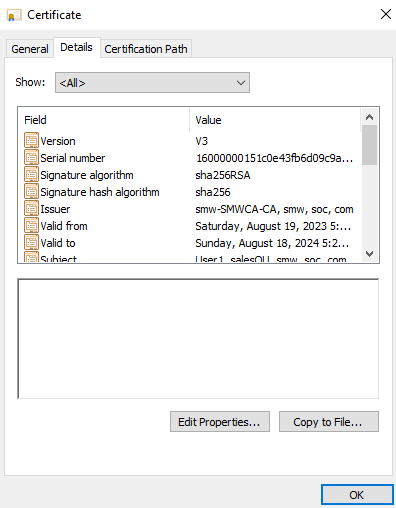 Certificate
General Details Certification Path
Show: <All>
Field Value
Version V3
Serial number 16000000151c0e43fb6d09c9a...
Signature algorithm sha256RSA
Signature hash algorithm sha256
Issuer smw-SMWCA-CA, smw, soc, com
Valid from Saturday, August 19, 2023 5:...
Valid to Sunday, August 18, 2024 5:2...
Subject User1, salesOU, smw, soc, com
Edit Properties... Copy to File...
OK